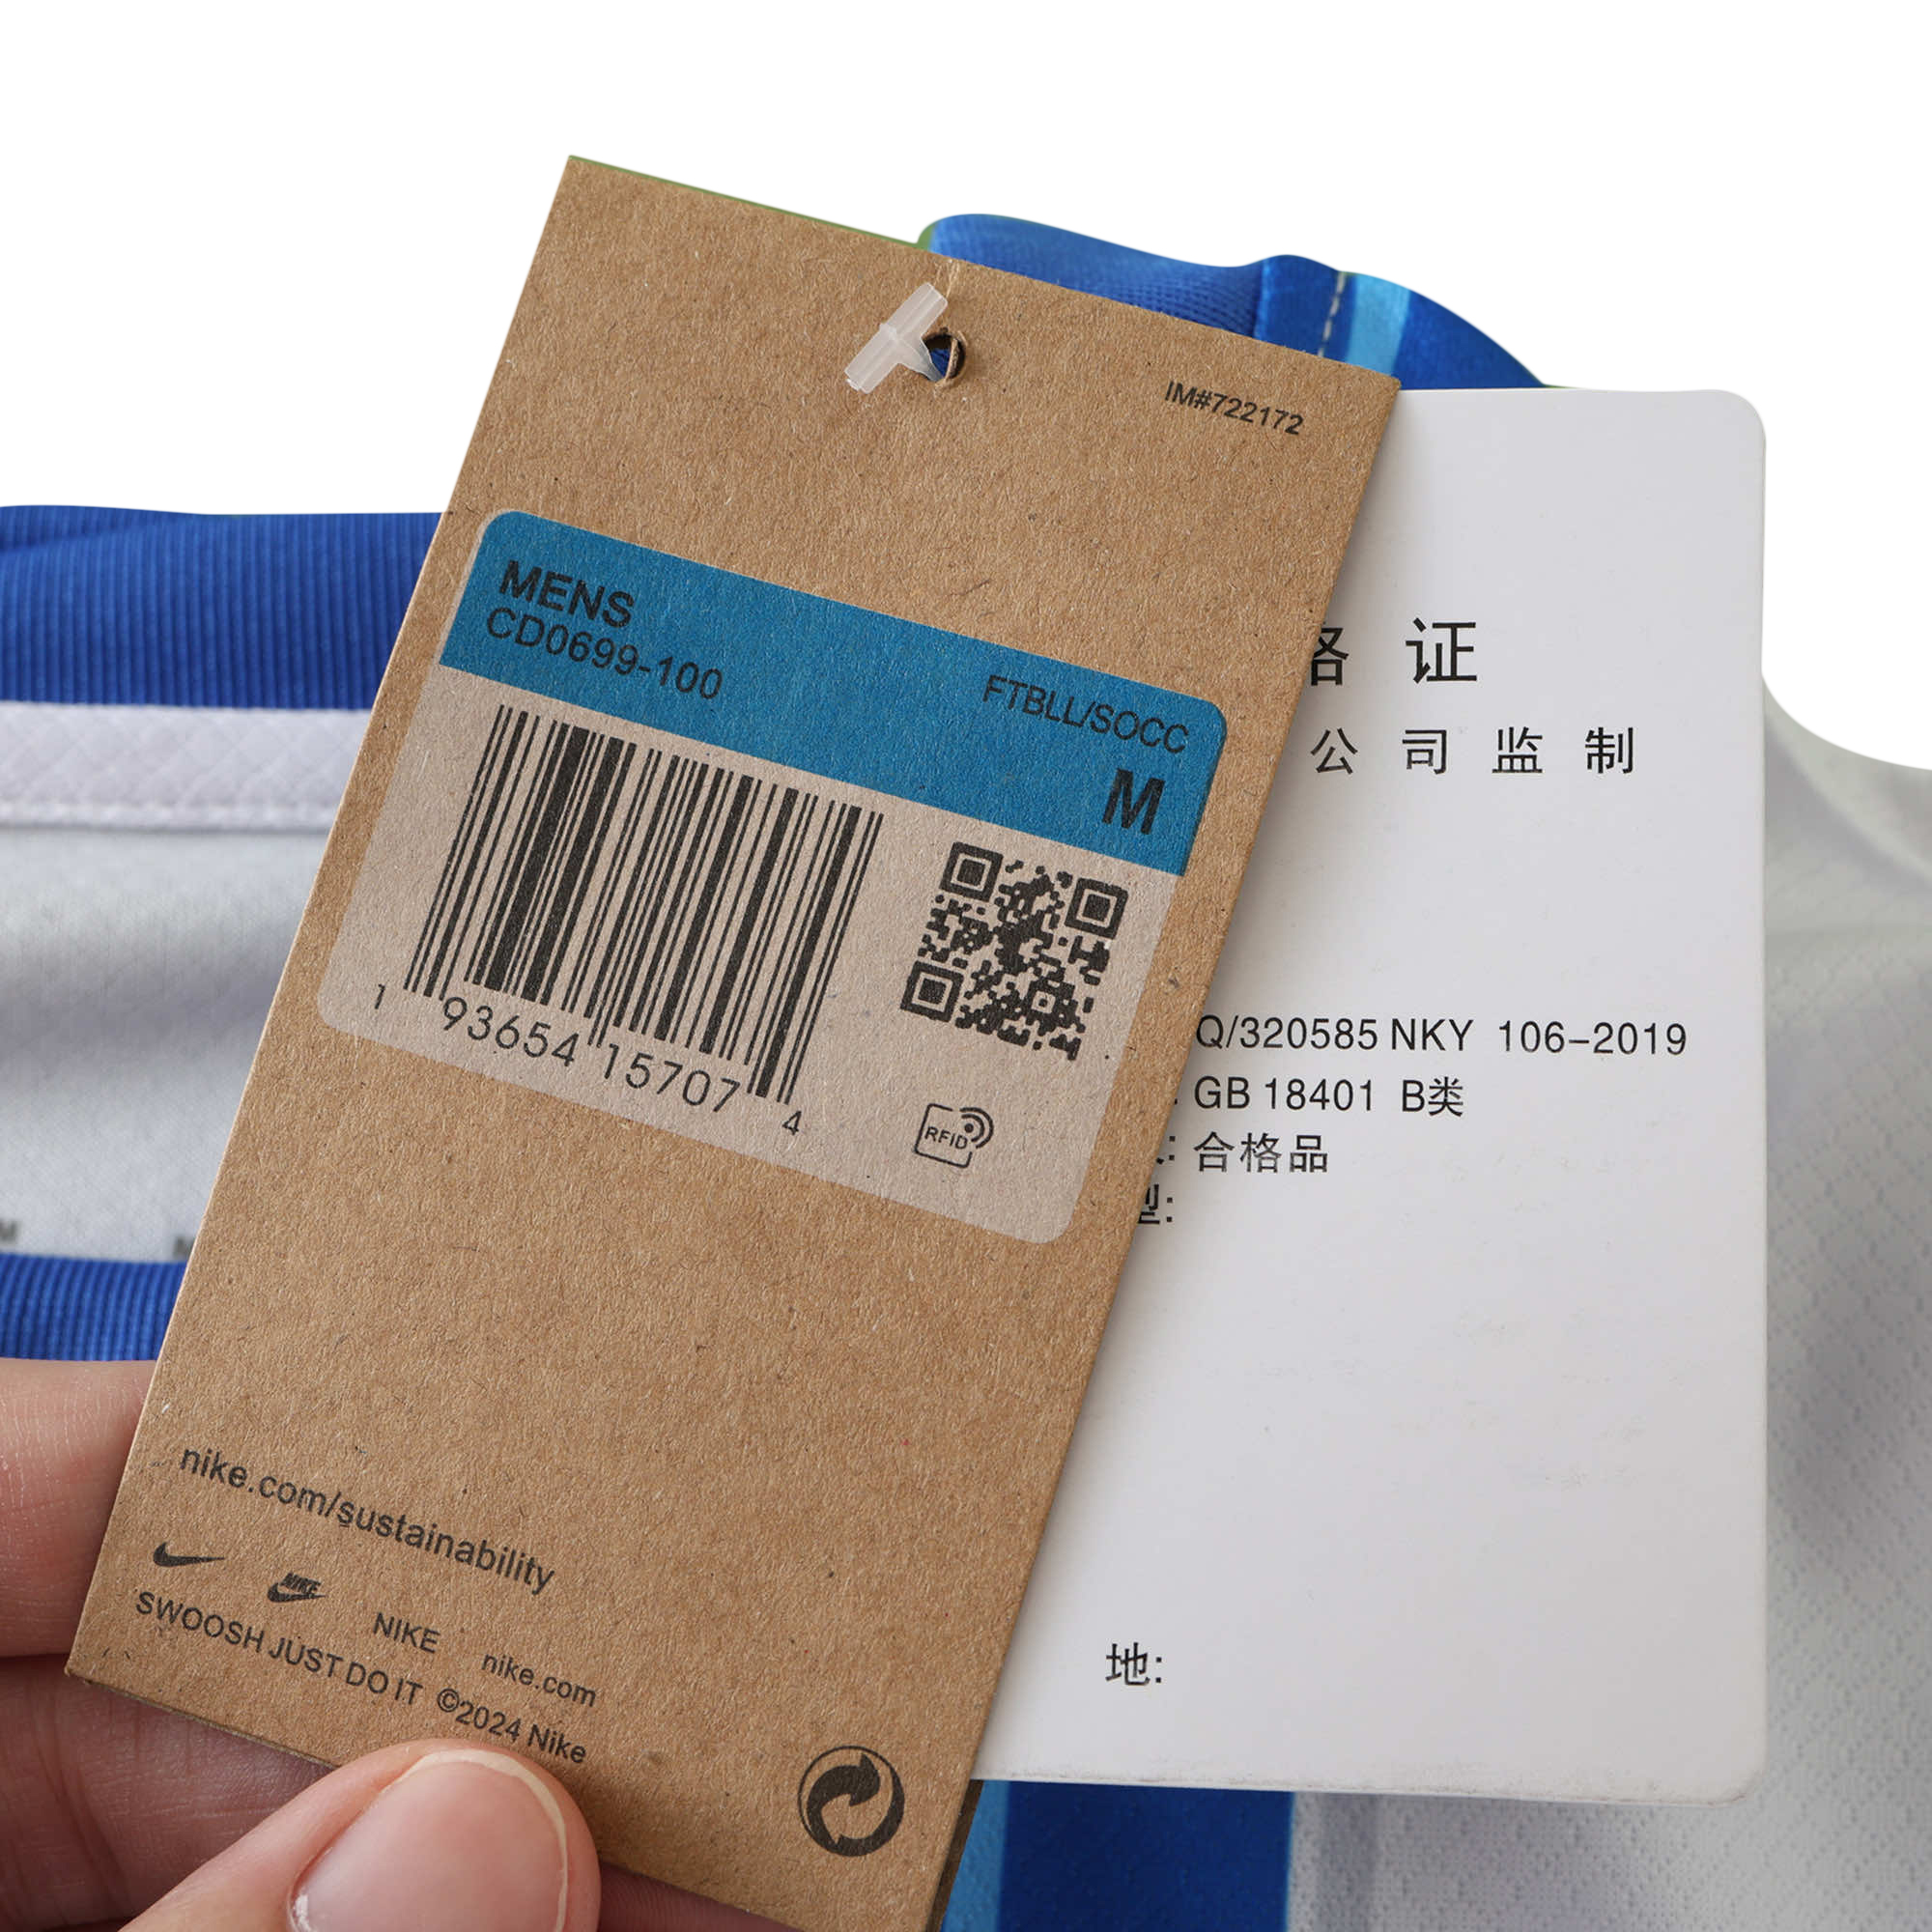 IM#722172
MENS
CD0699-100
FTBLL/SOCC
M
1 93654 15707 4
RFID
nike.com/sustainability
NIKE
NIKE nike.com
SWOOSH JUST DO IT ©2024 Nike
格 证
公 司 监 制
Q/320585 NKY 106-2019
: GB 18401 B类
: 合格品
型:
地: